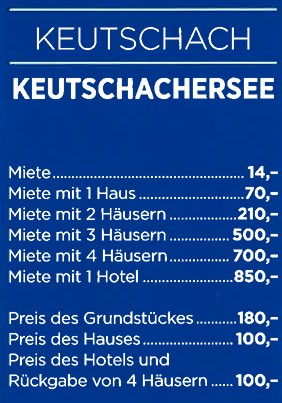 KEUTSCHACH
KEUTSCHACHERSEE
Miete............................................ 14,–
Miete mit 1 Haus ........................ 70,–
Miete mit 2 Häusern ................210,–
Miete mit 3 Häusern ............... 500,–
Miete mit 4 Häusern............... 700,–
Miete mit 1 Hotel ..................... 850,–
Preis des Grundstückes ..........180,–
Preis des Hauses ......................100,–
Preis des Hotels und
Rückgabe von 4 Häusern ...... 100,–